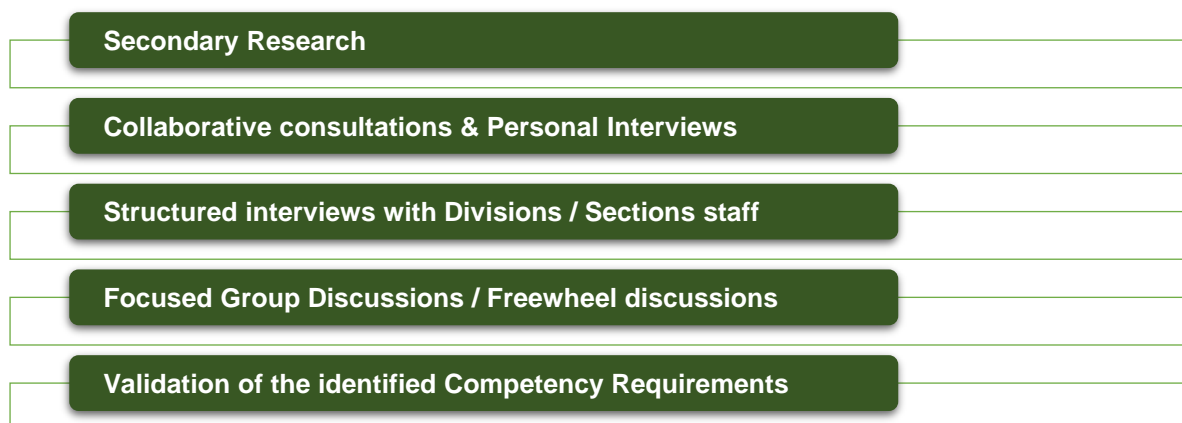 Secondary Research
Collaborative consultations & Personal Interviews
Structured interviews with Divisions / Sections staff
Focused Group Discussions / Freewheel discussions
Validation of the identified Competency Requirements